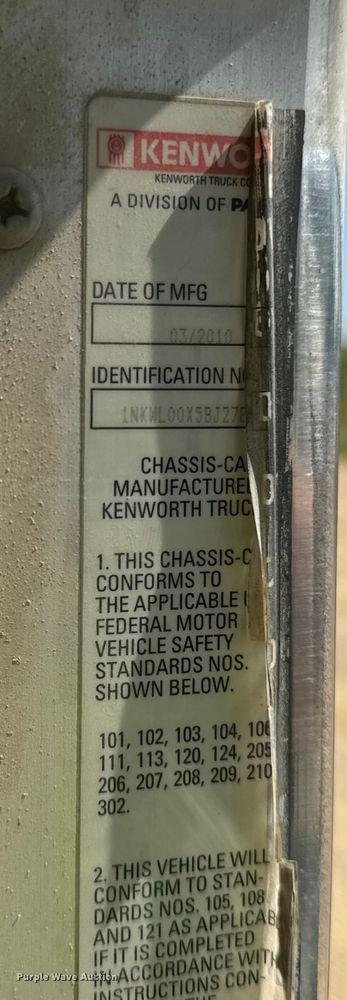 KENWO
KENWORTH TRUCK CO
A DIVISION OF PA
DATE OF MFG
03/2010
IDENTIFICATION N
1NKWL00X5BJ27
CHASSIS-CA
MANUFACTURE
KENWORTH TRUC
1. THIS CHASSIS-C
CONFORMS TO
THE APPLICABLE
FEDERAL MOTOR
VEHICLE SAFETY
STANDARDS NOS.
SHOWN BELOW.
101, 102, 103, 104, 106
111, 113, 120, 124, 205
206, 207, 208, 209, 210
302.
2. THIS VEHICLE WILL
CONFORM TO STAN-
DARDS NOS. 105, 108
AND 121 AS APPLICAB
IF IT IS COMPLETED
IN ACCORDANCE WITH
INSTRUCTIONS CON-
Purple Wave Auction